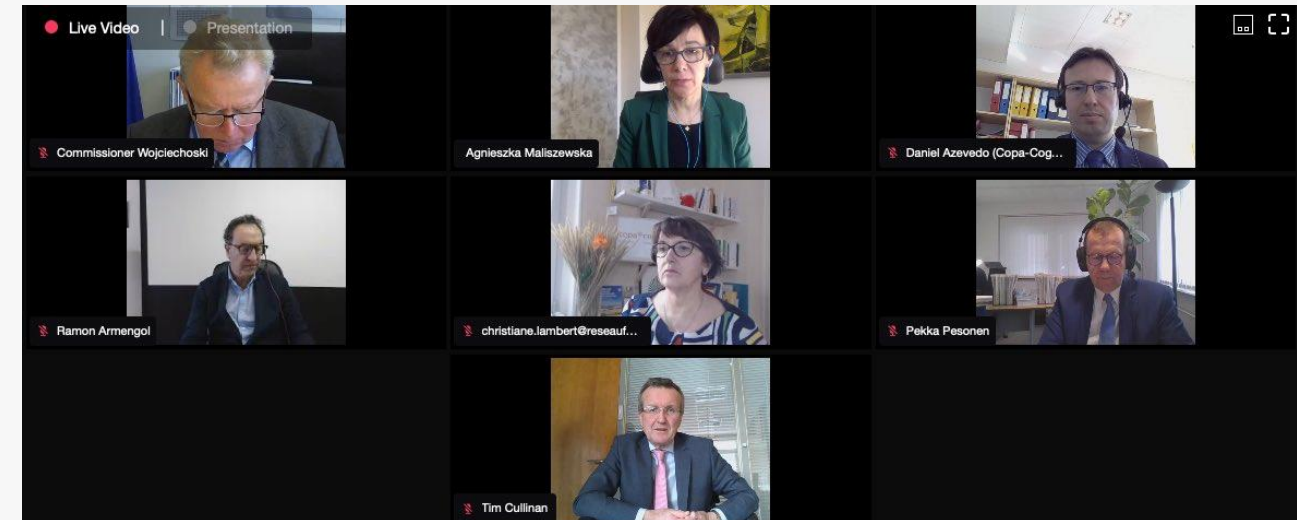 Live Video | Presentation
Commissioner Wojciechoski
Agnieszka Maliszewska
Daniel Azevedo (Copa-Cog...
Ramon Armengol
christiane.lambert@reseauf...
Pekka Pesonen
Tim Cullinan